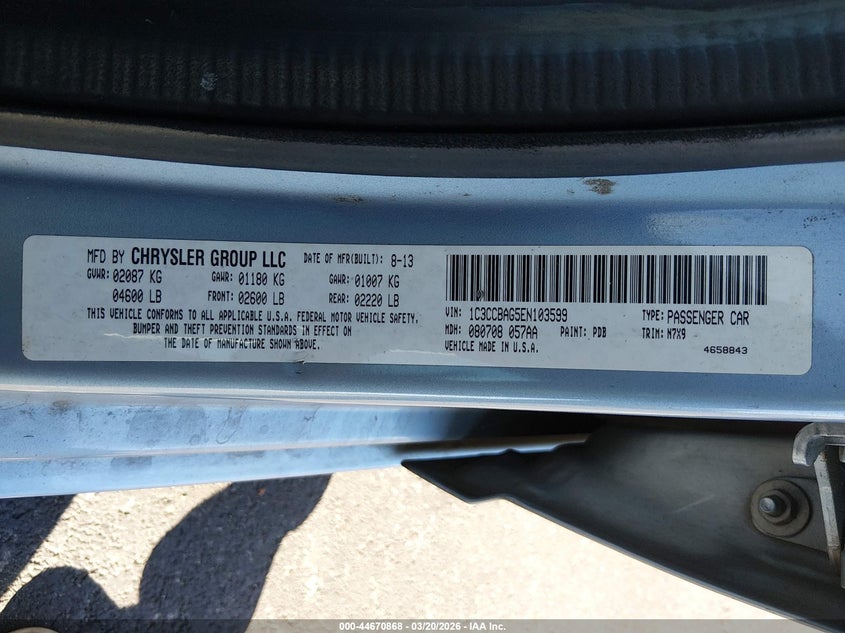 MFD BY CHRYSLER GROUP LLC DATE OF MFR(BUILT): 8-13
GVWR: 02087 KG GAWR: 01180 KG GAWR: 01007 KG
04600 LB FRONT: 02600 LB REAR: 02220 LB
THIS VEHICLE CONFORMS TO ALL APPLICABLE U.S.A. FEDERAL MOTOR VEHICLE SAFETY,
BUMPER AND THEFT PREVENTION STANDARDS IN EFFECT ON
THE DATE OF MANUFACTURE SHOWN ABOVE.
VIN: 1C3CCBAG5EN103599 TYPE: PASSENGER CAR
MDH: 080708 057AA PAINT: PDB TRIM: N7X9
VEHICLE MADE IN U.S.A. 4658843
000-44670868 - 03/20/2026 - IAA Inc.